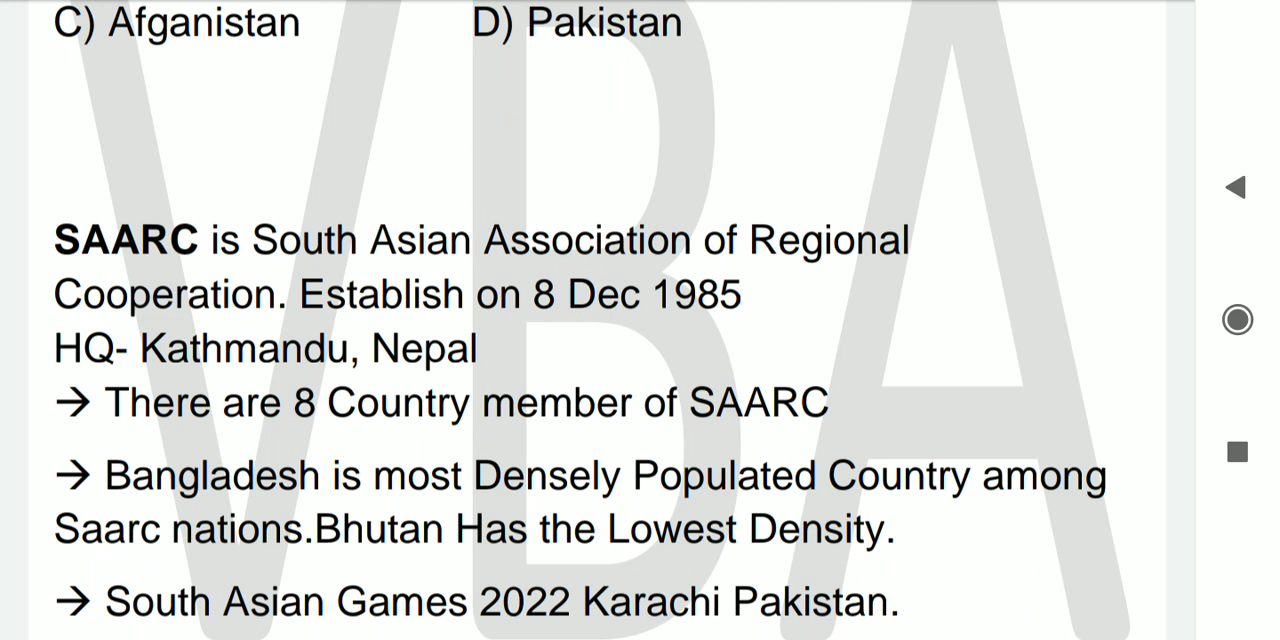 C) Afganistan D) Pakistan
SAARC is South Asian Association of Regional
Cooperation. Establish on 8 Dec 1985
HQ- Kathmandu, Nepal
→ There are 8 Country member of SAARC
→ Bangladesh is most Densely Populated Country among
Saarc nations.Bhutan Has the Lowest Density.
→ South Asian Games 2022 Karachi Pakistan.
VBA